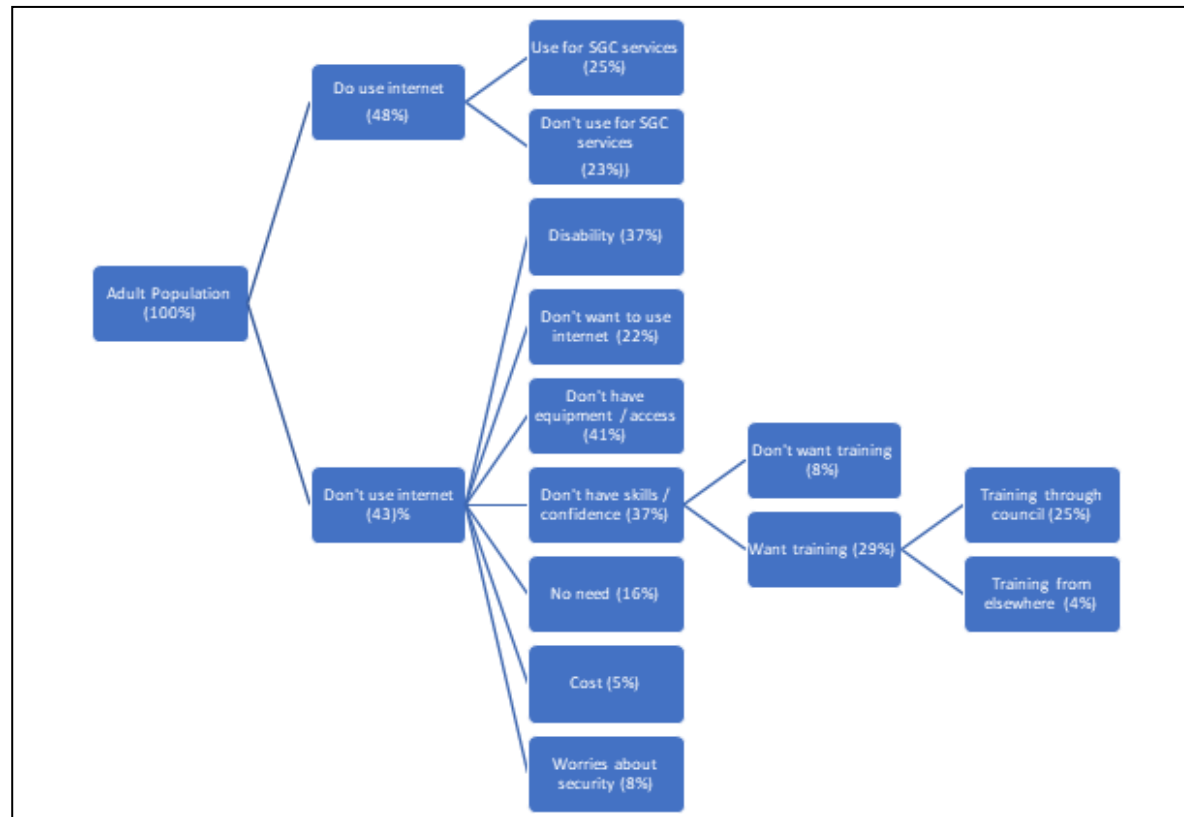 Use for SGC services
(25%)
Do use internet
(48%)
Don't use for SGC
services
(23%))
Disability (37%)
Adult Population
(100%)
Don't want to use
internet (22%)
Don't have
equipment / access
(41%)
Don't want training
(8%)
Don't use internet
(43)%
Don't have skills /
confidence (37%)
Training through
council (25%)
Want training (29%)
No need (16%)
Training from
elsewhere (4%)
Cost (5%)
Worries about
security (8%)